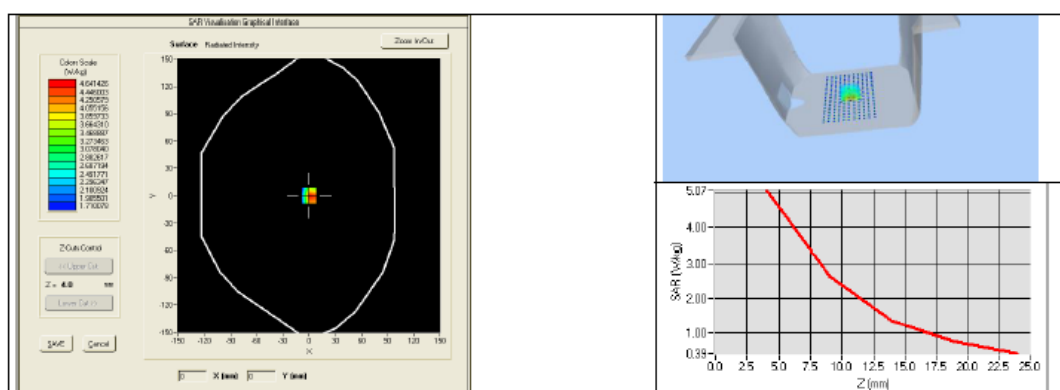 SAR Visualisation Graphical Interface
Surface Radiated Intensity
Zoom In/Out
Colors Scale
(W/kg)
4.641426
4.446003
4.250579
4.055156
3.859733
3.664310
3.468887
3.273463
3.078040
2.882617
2.687194
2.491771
2.296347
2.100924
1.905501
1.710078
150
120
90
60
30
0
-30
-60
-90
-120
-150
Y
-150 -120 -90 -60 -30 0 30 60 90 120 150
X
Z Cuts Control
<< Upper Cut
Z = 4.0 mm
Lower Cut >>
SAVE Cancel
0 X (mm) 0 Y (mm)
5.07
4.00
3.00
2.00
1.00
0.39
SAR (W/kg)
0.0 2.5 5.0 7.5 10.0 12.5 15.0 17.5 20.0 22.5 25.0
Z (mm)